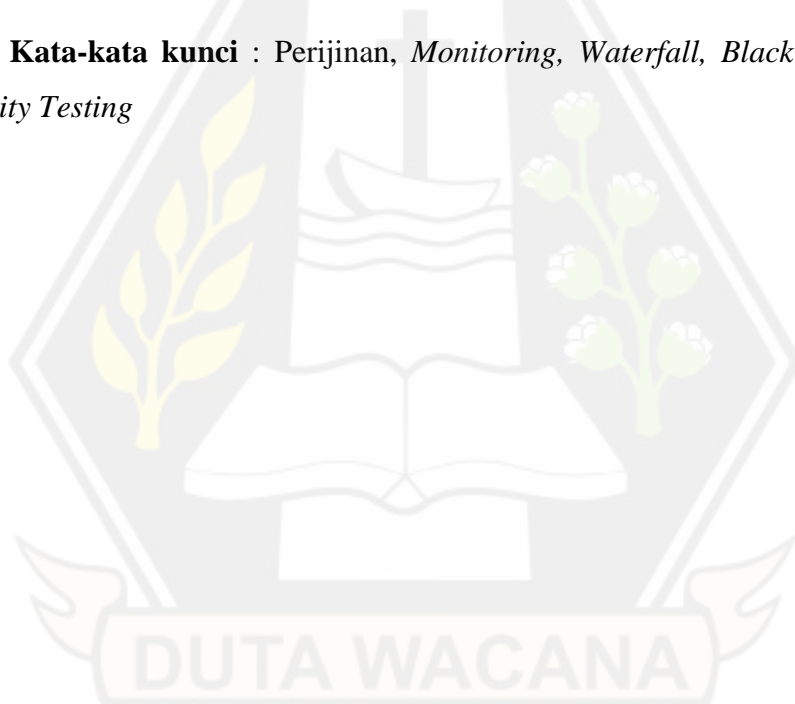 Kata-kata kunci : Perijinan, Monitoring, Waterfall, Black
ity Testing
DUTA WACANA